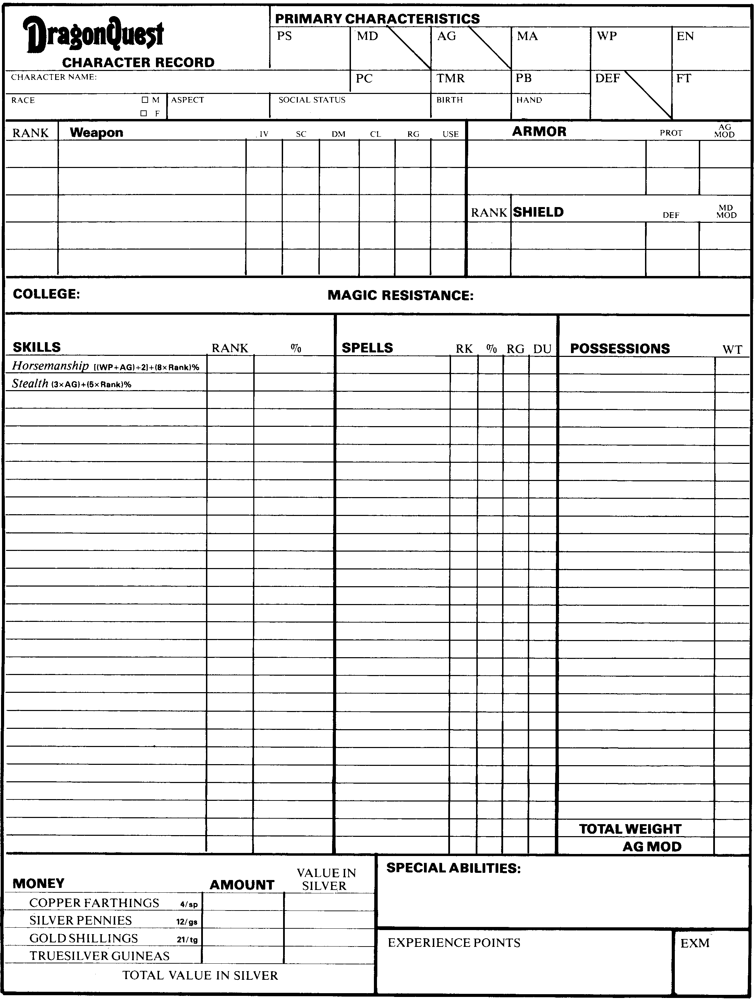 DragonQuest
CHARACTER RECORD
PRIMARY CHARACTERISTICS
PS MD AG MA WP EN
CHARACTER NAME:
PC TMR PB DEF FT
RACE M ASPECT SOCIAL STATUS BIRTH HAND
F
RANK Weapon IV SC DM CL RG USE
ARMOR PROT AG MOD
RANK SHIELD DEF MD MOD
COLLEGE: MAGIC RESISTANCE:
SKILLS RANK %
Horsemanship [(WP+AG)÷2]+(8×Rank)%
Stealth (3×AG)+(5×Rank)%
SPELLS RK % RG DU
POSSESSIONS WT
TOTAL WEIGHT
AG MOD
MONEY AMOUNT VALUE IN SILVER
COPPER FARTHINGS 4/sp
SILVER PENNIES 12/gs
GOLD SHILLINGS 21/tg
TRUESILVER GUINEAS
TOTAL VALUE IN SILVER
SPECIAL ABILITIES:
EXPERIENCE POINTS
EXM